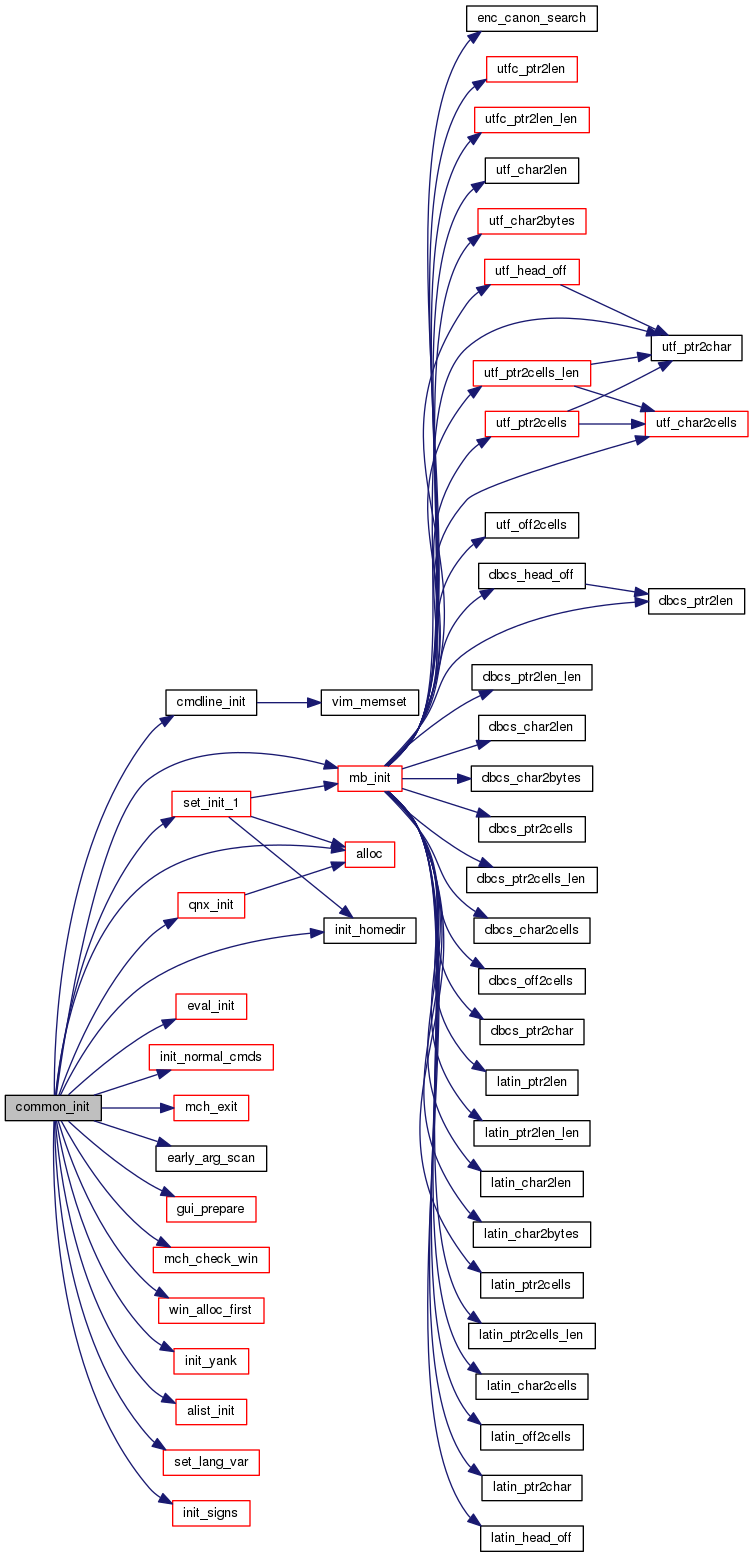 enc_canon_search
utfc_ptr2len
utfc_ptr2len_len
utf_char2len
utf_char2bytes
utf_head_off
utf_ptr2char
utf_ptr2cells_len
utf_ptr2cells
utf_char2cells
utf_off2cells
dbcs_head_off
dbcs_ptr2len
dbcs_ptr2len_len
cmdline_init
vim_memset
dbcs_char2len
mb_init
dbcs_char2bytes
set_init_1
dbcs_ptr2cells
alloc
dbcs_ptr2cells_len
qnx_init
init_homedir
dbcs_char2cells
dbcs_off2cells
eval_init
dbcs_ptr2char
init_normal_cmds
latin_ptr2len
common_init
mch_exit
latin_ptr2len_len
early_arg_scan
latin_char2len
gui_prepare
latin_char2bytes
mch_check_win
latin_ptr2cells
win_alloc_first
latin_ptr2cells_len
init_yank
latin_char2cells
alist_init
latin_off2cells
set_lang_var
latin_ptr2char
init_signs
latin_head_off